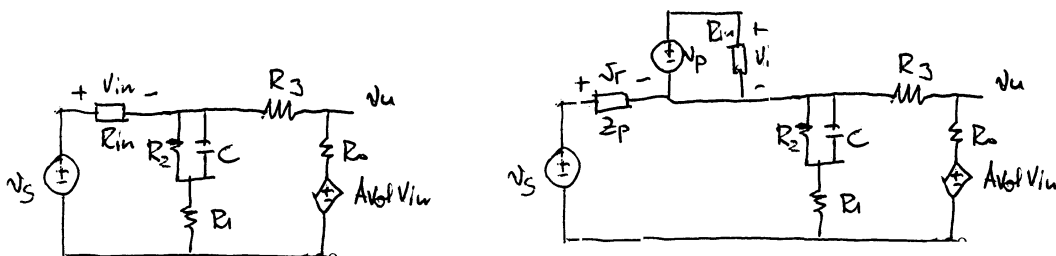 + Vin -
Rin
R3
vu
R2
C
Ro
vs
Avol Vin
R1
Rin
+
vp
vi
-
+ vr -
Zp
R3
vu
R2
C
Ro
vs
Avol Vin
R1